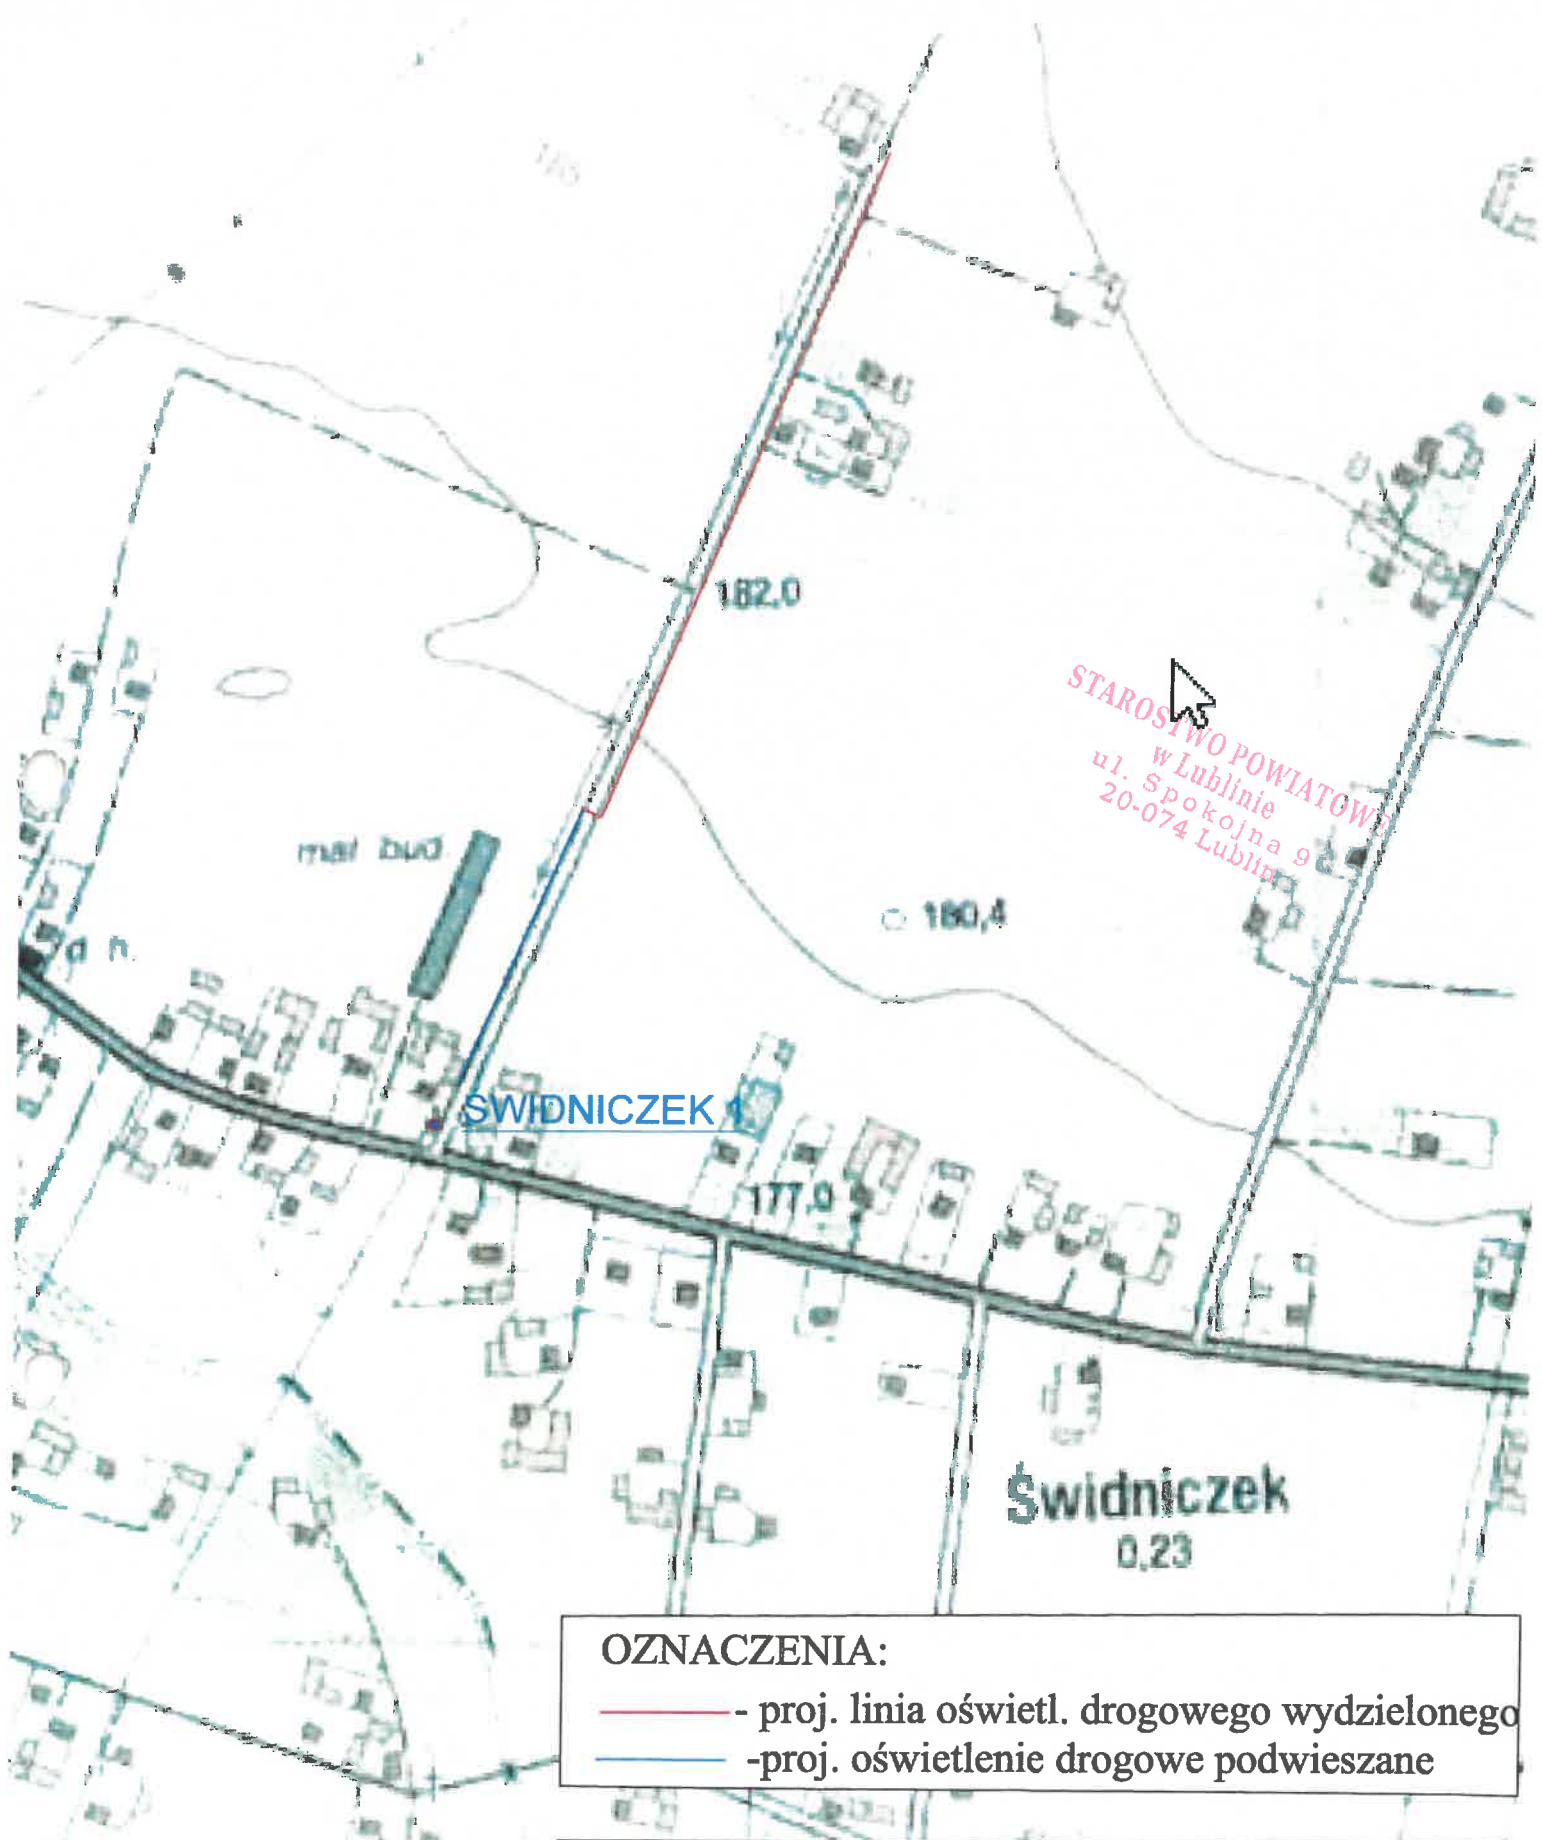 182,0
STAROSTWO POWIATOWE
w Lublinie
ul. Spokojna 9
20-074 Lublin
mat bud.
180,4
d n.
SWIDNICZEK 1
177,9
Świdniczek
0,23
OZNACZENIA:
- proj. linia oświetl. drogowego wydzielonego
-proj. oświetlenie drogowe podwieszane